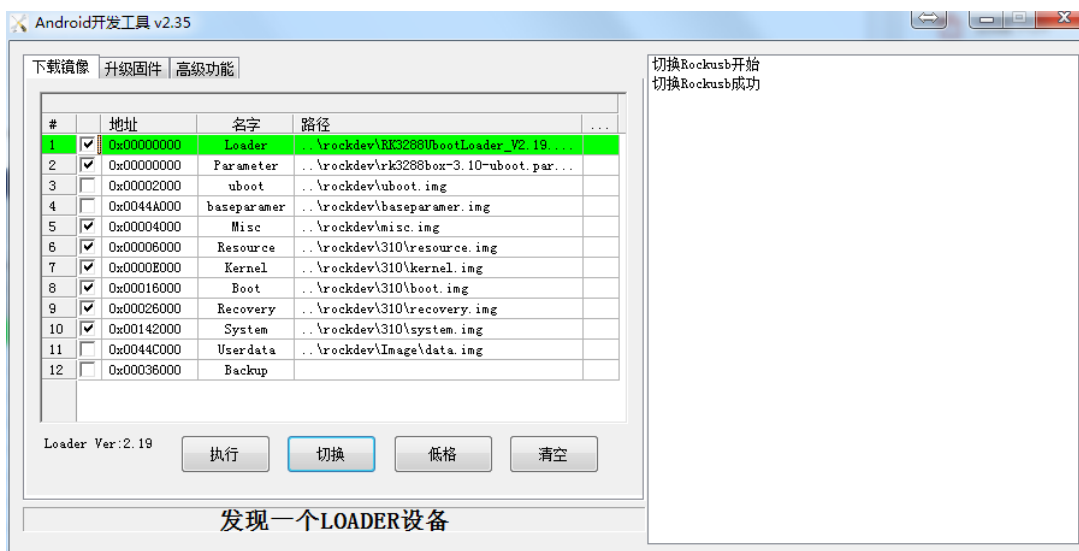 Android开发工具 v2.35
下载镜像 升级固件 高级功能
# 地址 名字 路径 ...
1 0x00000000 Loader ..\rockdev\RK3288UbootLoader_V2.19....
2 0x00000000 Parameter ..\rockdev\rk3288box-3.10-uboot.par...
3 0x00002000 uboot ..\rockdev\uboot.img
4 0x0044A000 baseparamer ..\rockdev\baseparamer.img
5 0x00004000 Misc ..\rockdev\misc.img
6 0x00006000 Resource ..\rockdev\310\resource.img
7 0x0000E000 Kernel ..\rockdev\310\kernel.img
8 0x00016000 Boot ..\rockdev\310\boot.img
9 0x00026000 Recovery ..\rockdev\310\recovery.img
10 0x00142000 System ..\rockdev\310\system.img
11 0x0044C000 Userdata ..\rockdev\Image\data.img
12 0x00036000 Backup
Loader Ver:2.19 执行 切换 低格 清空
发现一个LOADER设备
切换Rockusb开始
切换Rockusb成功